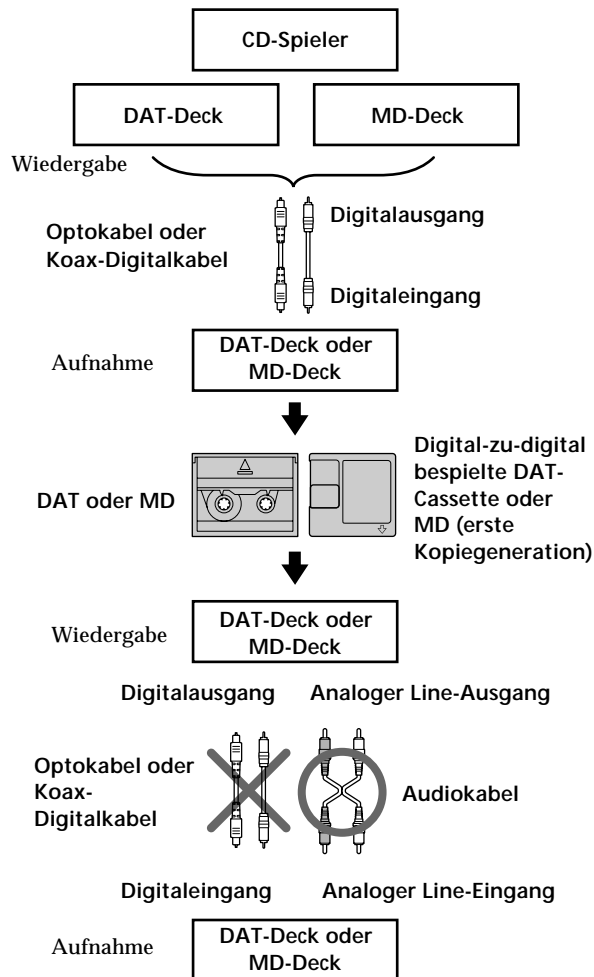 CD-Spieler
DAT-Deck
MD-Deck
Wiedergabe
Optokabel oder
Koax-Digitalkabel
Digitalausgang
Digitaleingang
Aufnahme
DAT-Deck oder
MD-Deck
DAT oder MD
Digital-zu-digital
bespielte DAT-
Cassette oder
MD (erste
Kopiegeneration)
Wiedergabe
DAT-Deck oder
MD-Deck
Digitalausgang
Analoger Line-Ausgang
Optokabel oder
Koax-
Digitalkabel
Audiokabel
Digitaleingang
Analoger Line-Eingang
Aufnahme
DAT-Deck oder
MD-Deck